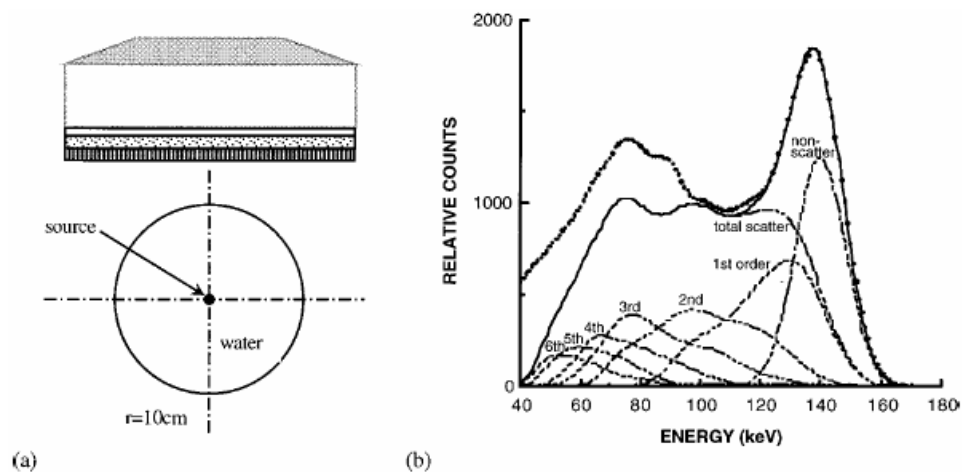 source
water
r=10cm
(a)
2000
1000
0
RELATIVE COUNTS
non-
scatter
total scatter
1st order
2nd
3rd
4th
5th
6th
40
60
80
100
120
140
160
180
ENERGY (keV)
(b)